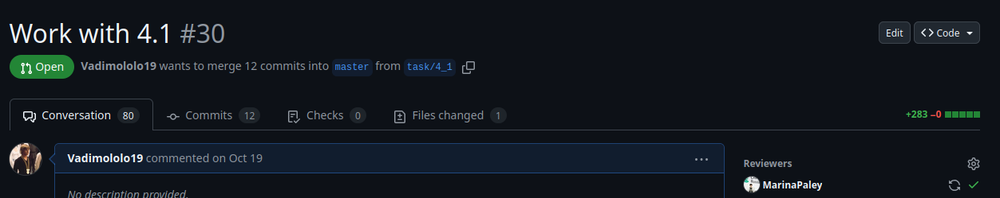 Work with 4.1 #30
Edit
Code
Open
Vadimololo19 wants to merge 12 commits into master from task/4_1
Conversation 80
Commits 12
Checks 0
Files changed 1
+283 −0
Vadimololo19 commented on Oct 19
Reviewers
No description provided.
MarinaPaley